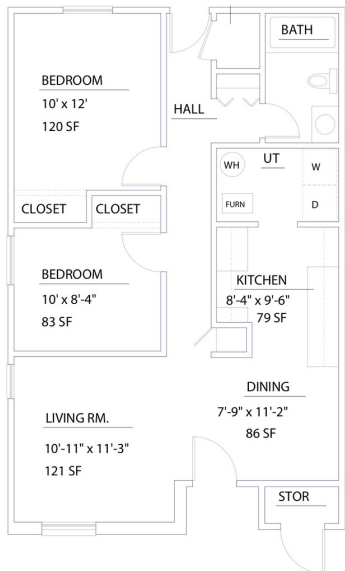 BATH
BEDROOM
10' x 12'
120 SF
HALL
WH
UT
W
FURN
D
CLOSET
CLOSET
BEDROOM
10' x 8'-4"
83 SF
KITCHEN
8'-4" x 9'-6"
79 SF
DINING
7'-9" x 11'-2"
86 SF
LIVING RM.
10'-11" x 11'-3"
121 SF
STOR